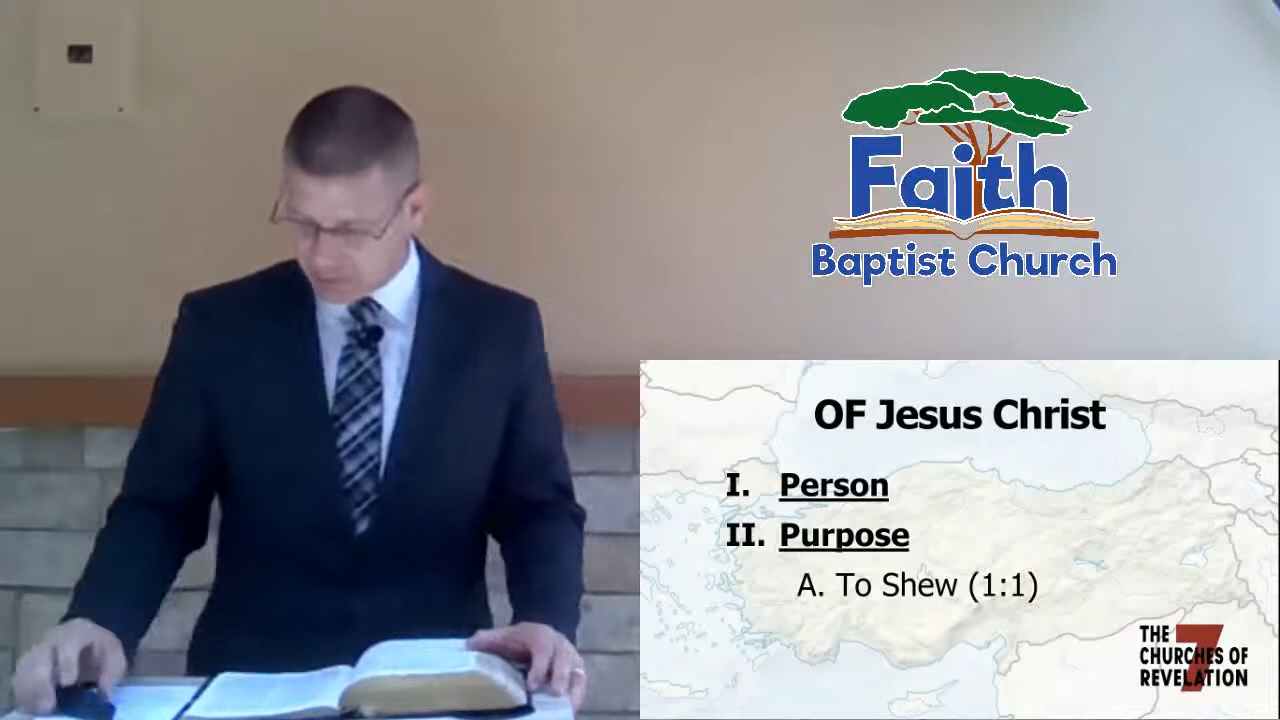 Faith
Baptist Church
OF Jesus Christ
I. Person
II. Purpose
A. To Shew (1:1)
THE 7
CHURCHES OF
REVELATION